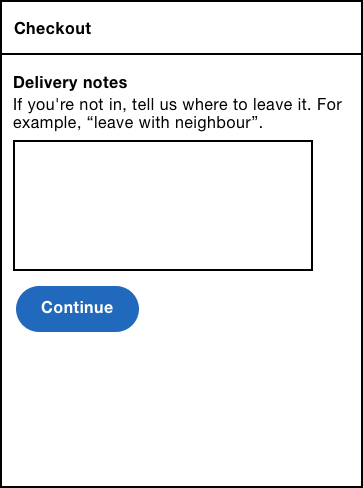 Checkout
Delivery notes
If you're not in, tell us where to leave it. For
example, “leave with neighbour”.
Continue